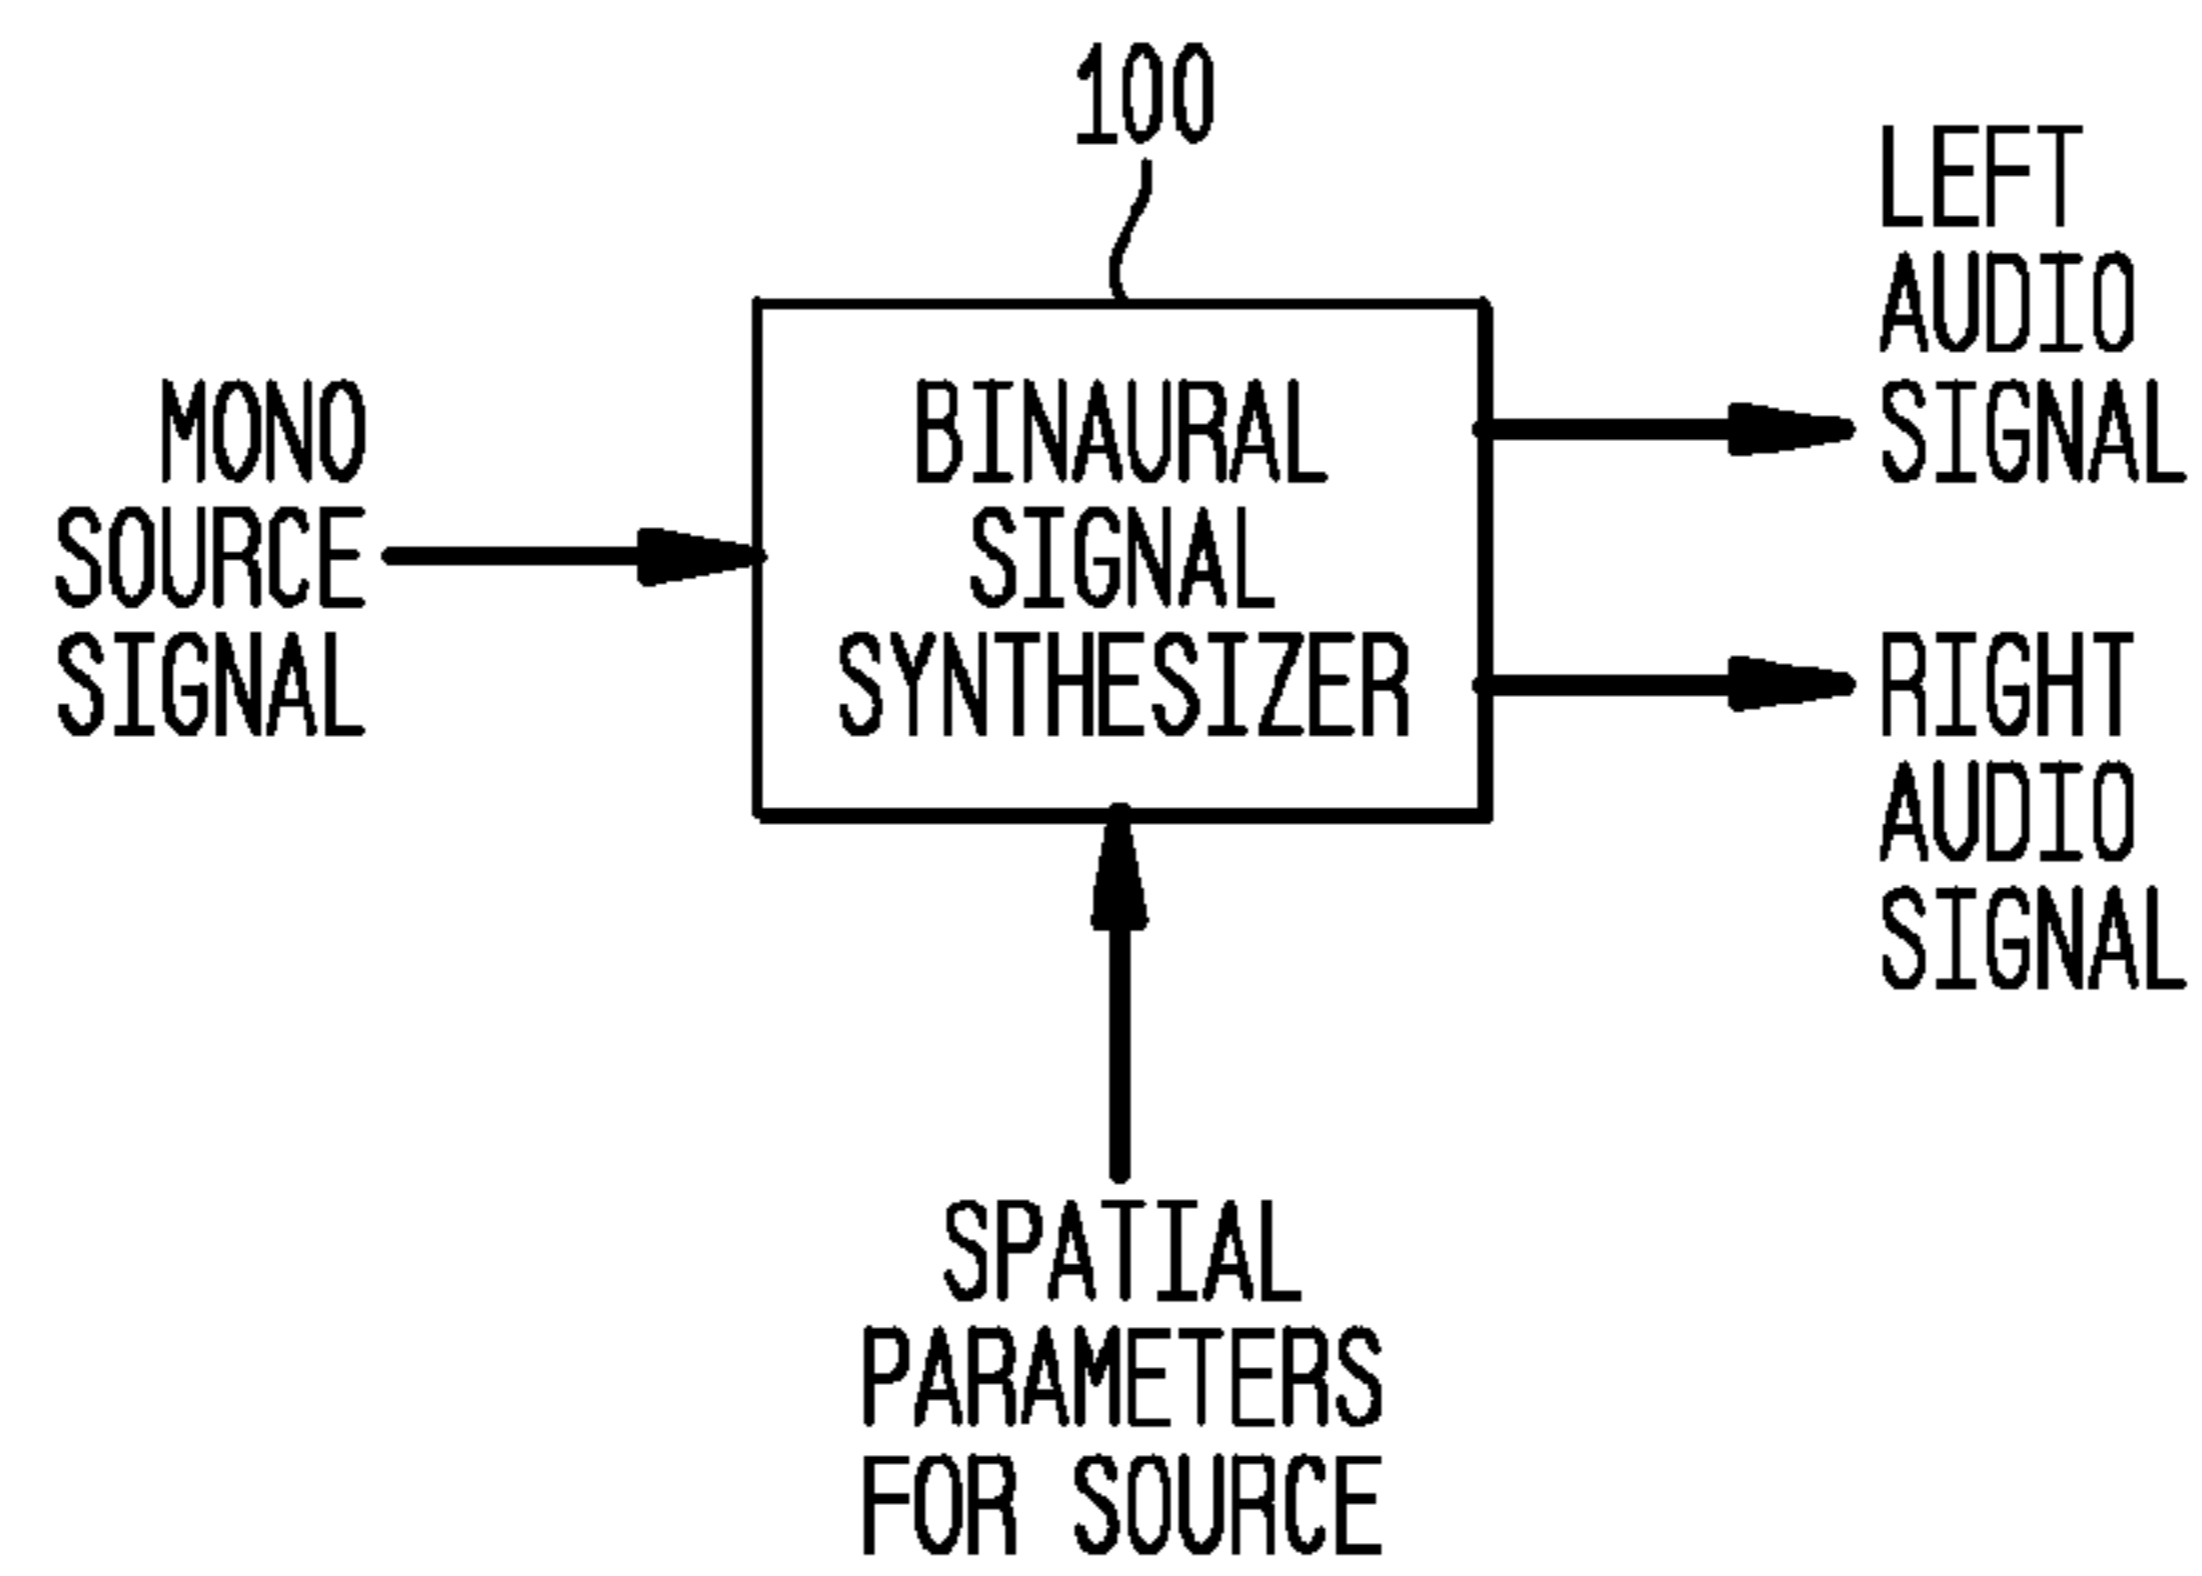 100
MONO
SOURCE
SIGNAL
BINAURAL
SIGNAL
SYNTHESIZER
LEFT
AUDIO
SIGNAL
RIGHT
AUDIO
SIGNAL
SPATIAL
PARAMETERS
FOR SOURCE